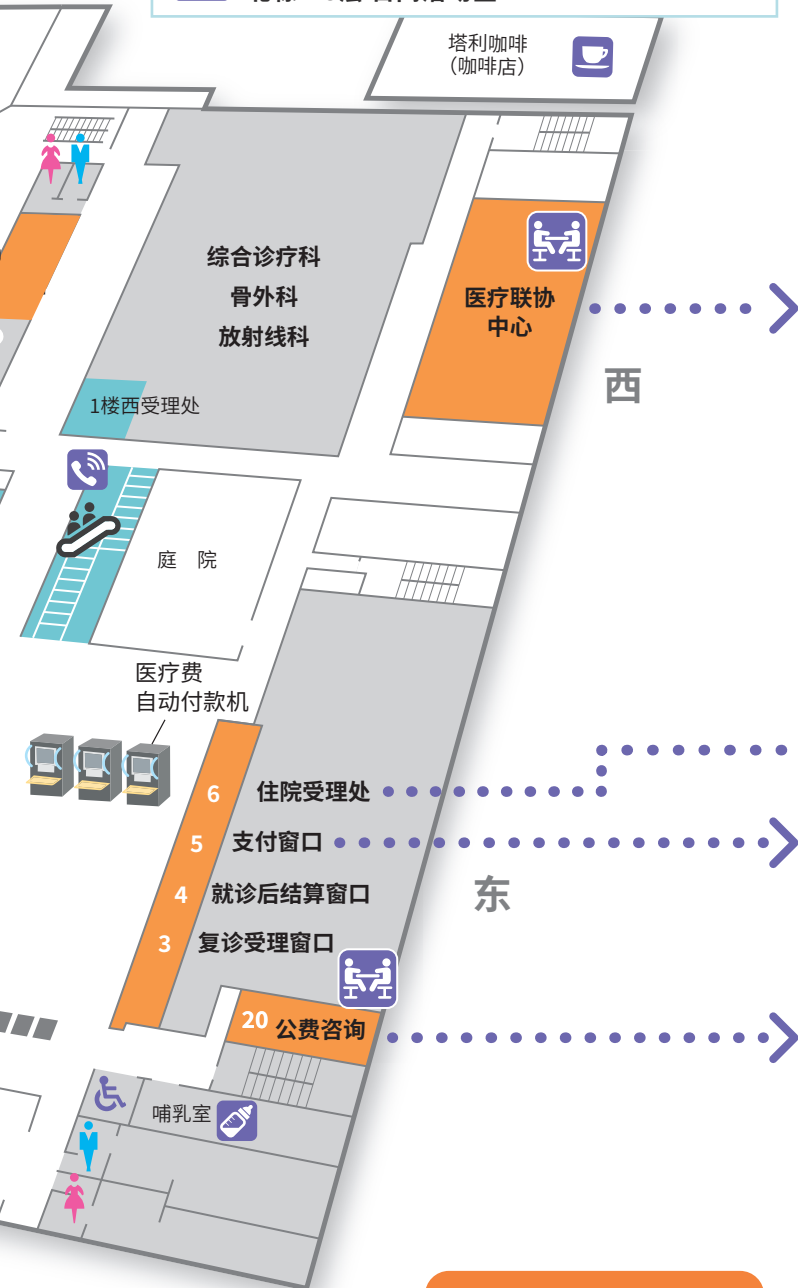 塔利咖啡
（咖啡店）
综合诊疗科
骨外科
放射线科
医疗联协
中心
西
1楼西受理处
庭 院
医疗费
自动付款机
6 住院受理处
5 支付窗口
4 就诊后结算窗口
3 复诊受理窗口
东
20 公费咨询
哺乳室